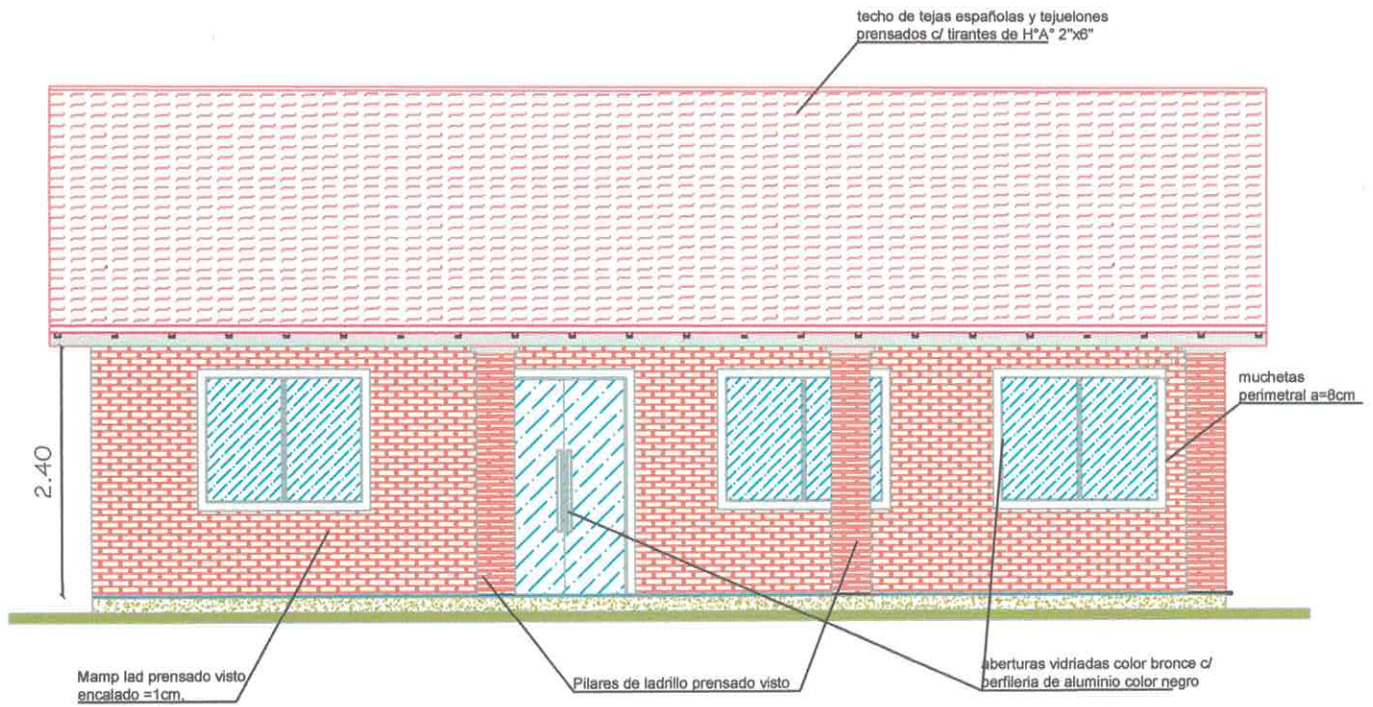 techo de tejas españolas y tejuelones
prensados c/ tirantes de H°A° 2"x6"
muchetas
perimetral a=8cm
2.40
Mamp lad prensado visto
encalado =1cm.
Pilares de ladrillo prensado visto
aberturas vidriadas color bronce c/
perfileria de aluminio color negro